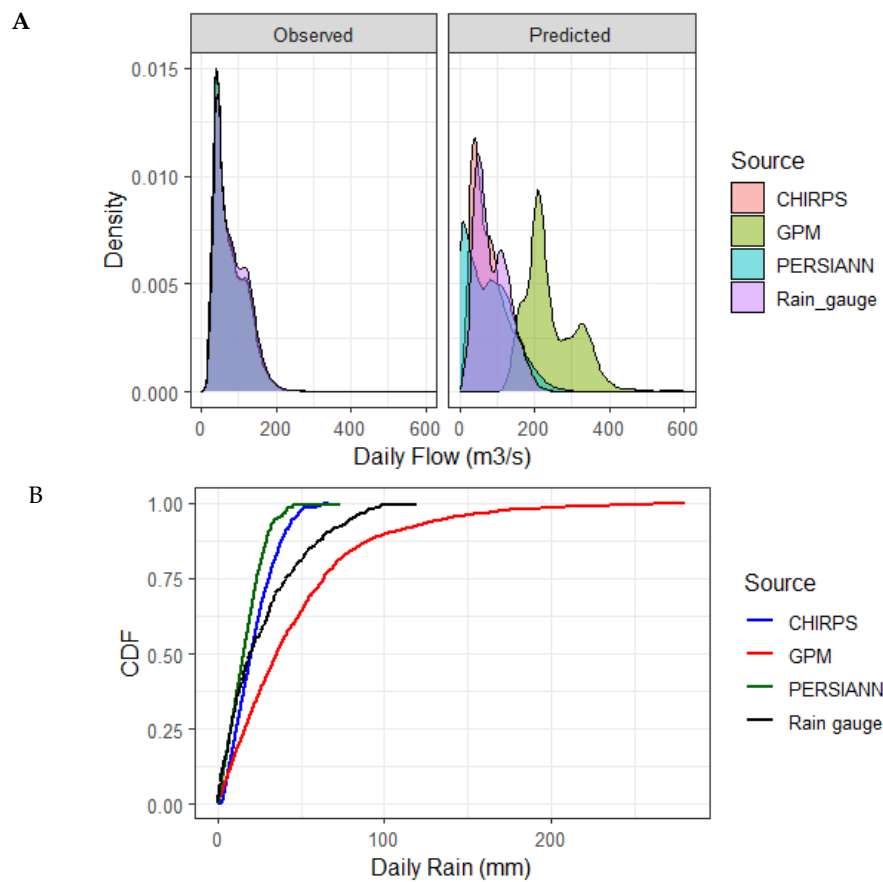 A
Observed Predicted
0.015
0.010
0.005
0.000
Density
0 200 400 600 0 200 400 600
Daily Flow (m3/s)
Source
CHIRPS
GPM
PERSIANN
Rain_gauge
B
1.00
0.75
0.50
0.25
0.00
CDF
0 100 200
Daily Rain (mm)
Source
CHIRPS
GPM
PERSIANN
Rain gauge